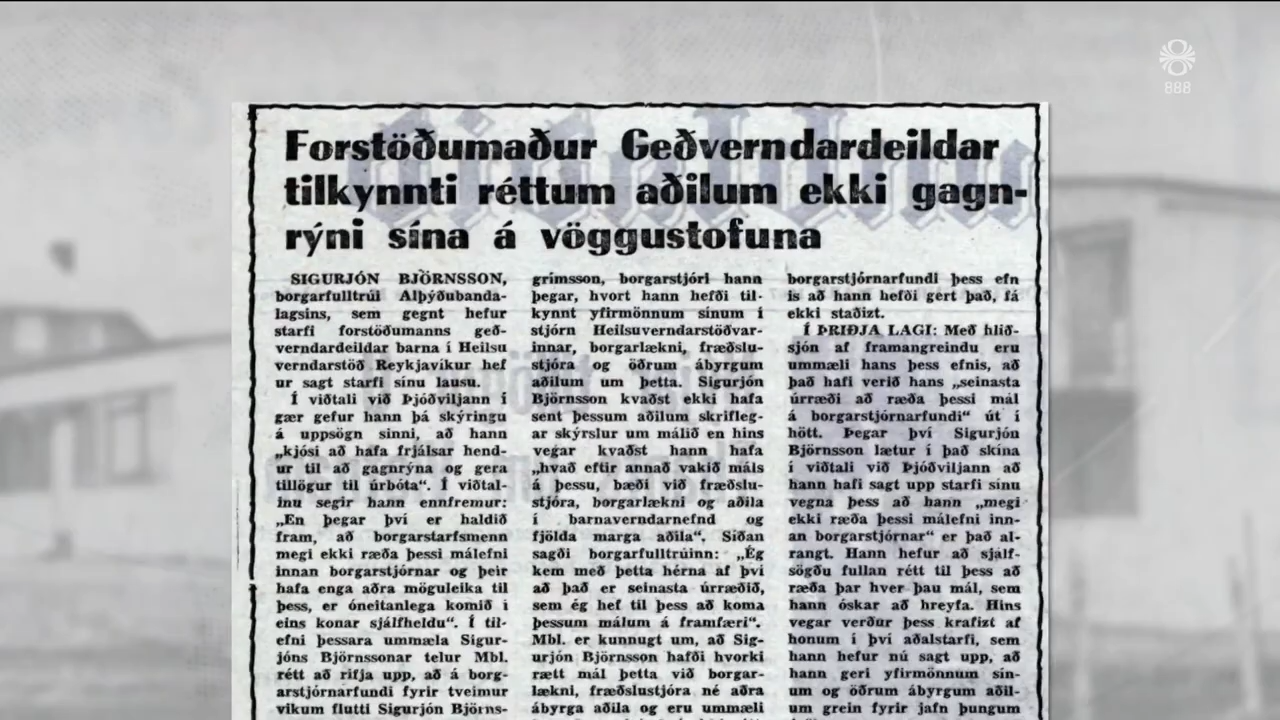 888
Forstöðumaður Geðverndardeildar
tilkynnti réttum aðilum ekki gagn-
rýni sína á vöggustofuna
SIGURJÓN BJÖRNSSON,
borgarfulltrúi Alþýðubanda-
lagsins, sem gegnt hefur
starfi forstöðumanns geð-
verndardeildar barna í Heilsu
verndarstöð Reykjavíkur hef
ur sagt starfi sínu lausu.
Í viðtali við Þjóðviljann í
gær gefur hann þá skýringu
á uppsögn sinni, að hann
„kjósi að hafa frjálsar hend-
ur til að gagnrýna og gera
tillögur til úrbóta“. Í viðtal-
inu segir hann ennfremur:
„En þegar því er haldið
fram, að borgarstarfsmenn
megi ekki ræða þessi málefni
innan borgarstjórnar og þeir
hafa enga aðra möguleika til
þess, er óneitanlega komið í
eins konar sjálfheldu“. Í til-
efni þessara ummæla Sigur-
jóns Björnssonar telur Mbl.
rétt að rifja upp, að á borg-
arstjórnarfundi fyrir tveimur
vikum flutti Sigurjón Björns-
grímsson, borgarstjóri hann
þegar, hvort hann hefði til-
kynnt yfirmönnum sínum í
stjórn Heilsuverndarstöðvar-
innar, borgarlækni, fræðslu-
stjóra og öðrum ábyrgum
aðilum um þetta. Sigurjón
Björnsson kvaðst ekki hafa
sent þessum aðilum skrifleg-
ar skýrslur um málið en hins
vegar kvaðst hann hafa
„hvað eftir annað vakið máls
á þessu, bæði við fræðslu-
stjóra, borgarlækni og aðila
í barnaverndarnefnd og
fjölda marga aðila“. Síðan
sagði borgarfulltrúinn: „Ég
kem með þetta hérna af því
að það er seinasta úrræðið,
sem ég hef til þess að koma
þessum málum á framfæri“.
Mbl. er kunnugt um, að Sig-
urjón Björnsson hafði hvorki
rætt mál þetta við borgar-
lækni, fræðslustjóra né aðra
ábyrga aðila og eru ummæli
borgarstjórnarfundi þess efn
is að hann hefði gert það, fá
ekki staðizt.
Í ÞRIÐJA LAGI: Með hlið-
sjón af framangreindu eru
ummæli hans þess efnis, að
það hafi verið hans „seinasta
úrræði að ræða þessi mál
á borgarstjórnarfundi“ út í
hött. Þegar því Sigurjón
Björnsson lætur í það skína
í viðtali við Þjóðviljann að
hann hafi sagt upp starfi sínu
vegna þess að hann „megi
ekki ræða þessi málefni inn-
an borgarstjórnar“ er það al-
rangt. Hann hefur að sjálf-
sögðu fullan rétt til þess að
ræða þar hver þau mál, sem
hann óskar að hreyfa. Hins
vegar verður þess krafizt af
honum í því aðalstarfi, sem
hann hefur nú sagt upp, að
hann geri yfirmönnum sín-
um og öðrum ábyrgum aðil-
um grein fyrir jafn þungum